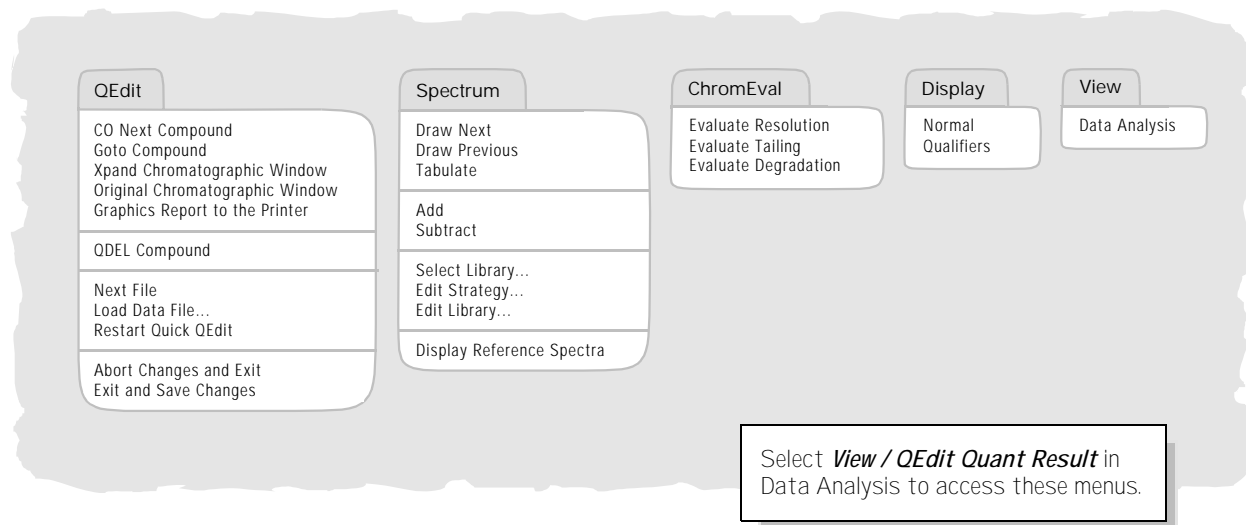 QEdit
CO Next Compound
Goto Compound
Xpand Chromatographic Window
Original Chromatographic Window
Graphics Report to the Printer
QDEL Compound
Next File
Load Data File...
Restart Quick QEdit
Abort Changes and Exit
Exit and Save Changes
Spectrum
Draw Next
Draw Previous
Tabulate
Add
Subtract
Select Library...
Edit Strategy...
Edit Library...
Display Reference Spectra
ChromEval
Evaluate Resolution
Evaluate Tailing
Evaluate Degradation
Display
Normal
Qualifiers
View
Data Analysis
Select View / QEdit Quant Result in
Data Analysis to access these menus.